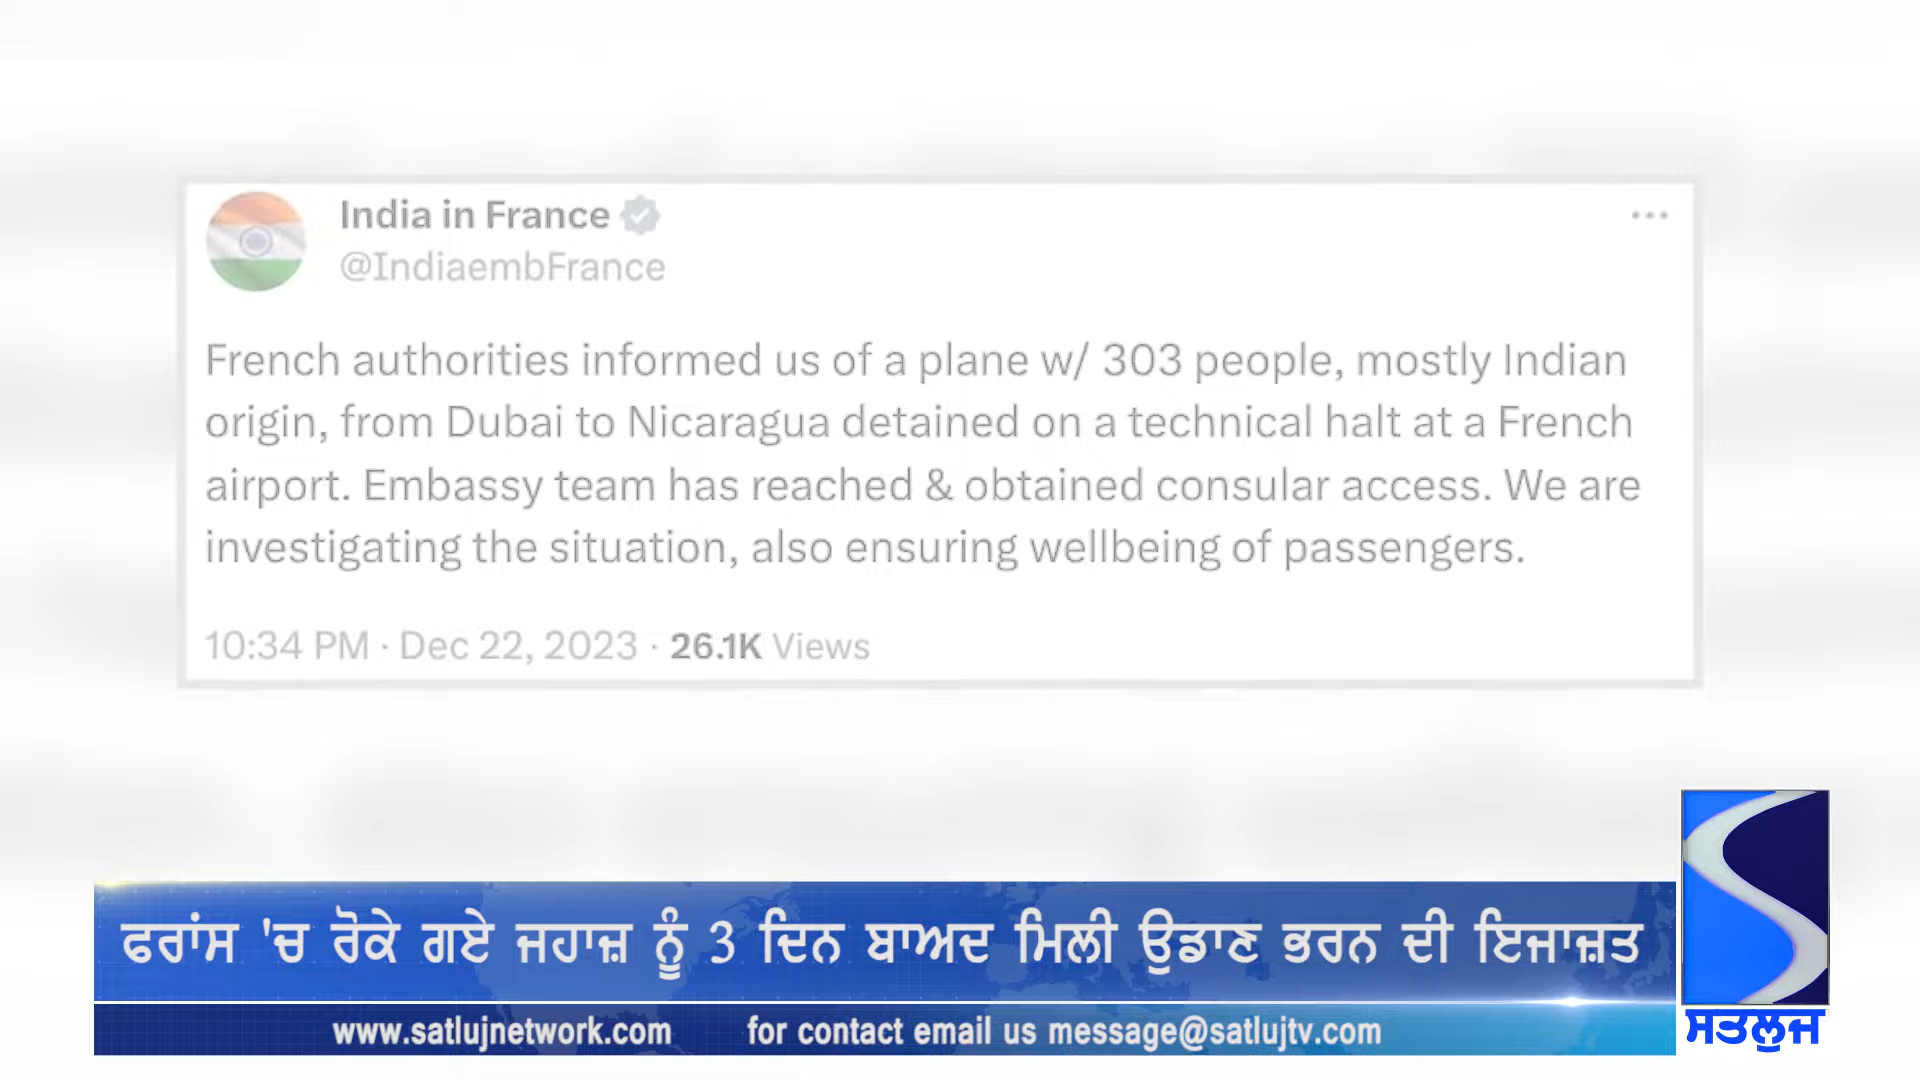 India in France
@IndiaembFrance
French authorities informed us of a plane w/ 303 people, mostly Indian
origin, from Dubai to Nicaragua detained on a technical halt at a French
airport. Embassy team has reached & obtained consular access. We are
investigating the situation, also ensuring wellbeing of passengers.
10:34 PM · Dec 22, 2023 · 26.1K Views
ਫਰਾਂਸ 'ਚ ਰੋਕੇ ਗਏ ਜਹਾਜ਼ ਨੂੰ 3 ਦਿਨ ਬਾਅਦ ਮਿਲੀ ਉਡਾਣ ਭਰਨ ਦੀ ਇਜਾਜ਼ਤ
www.satlujnetwork.com for contact email us message@satlujtv.com
ਸਤਲੁਜ